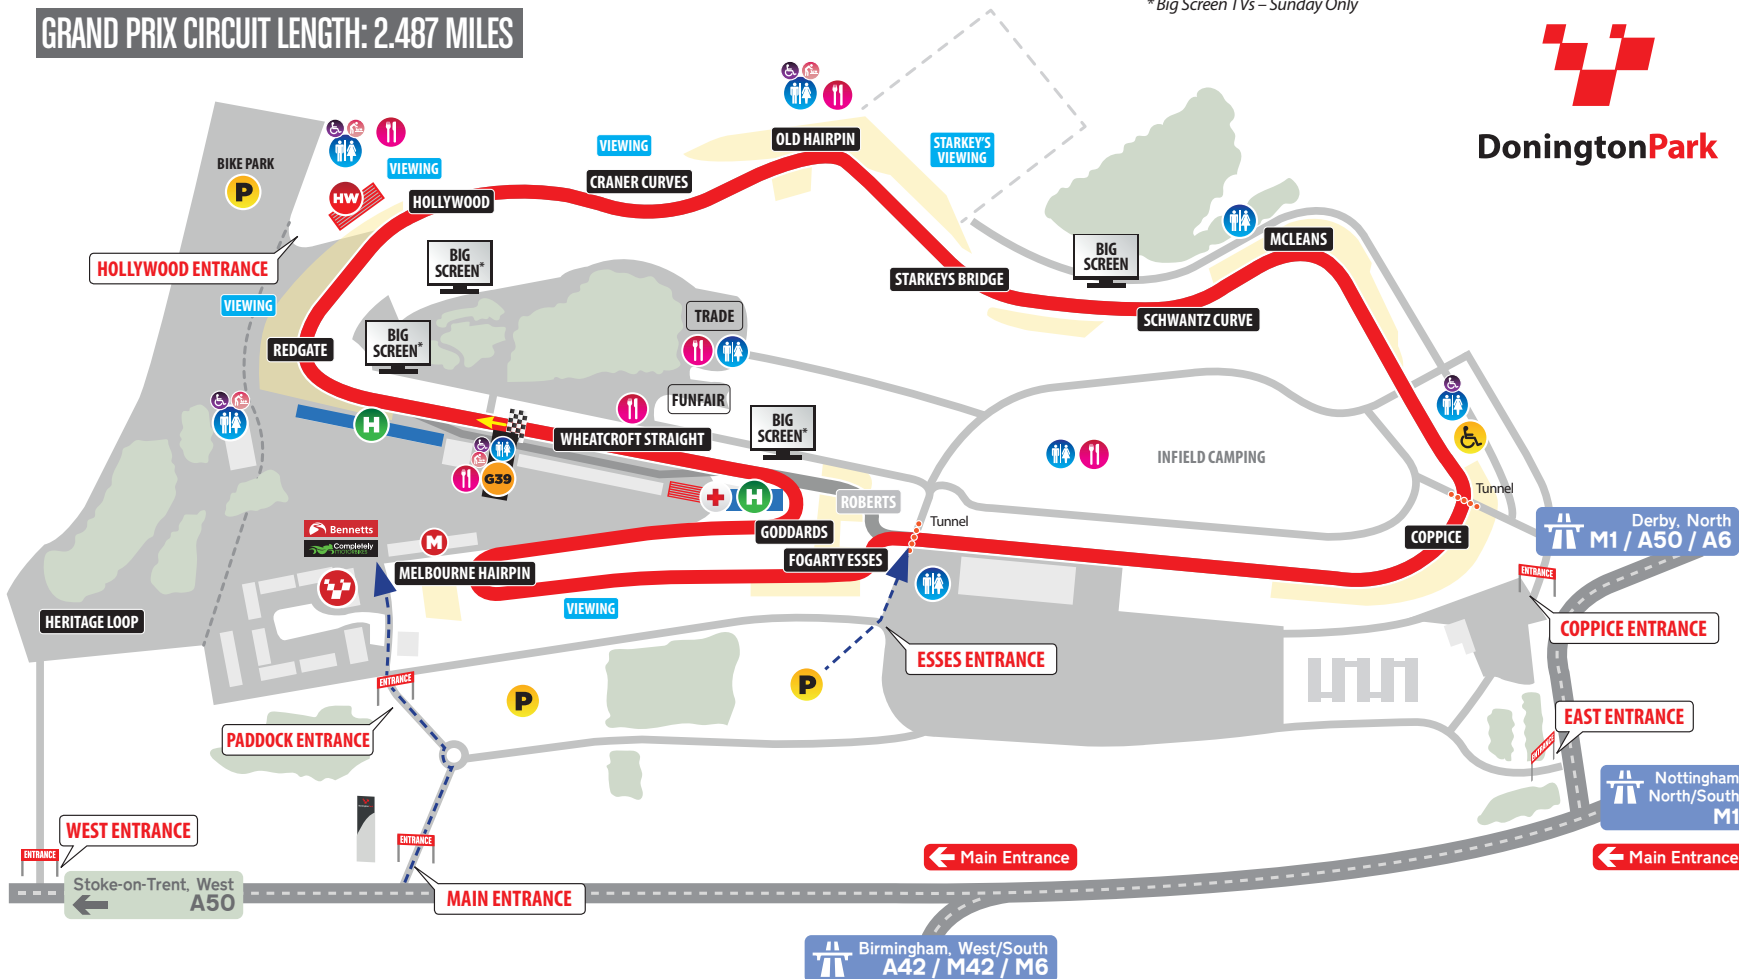 *Big Screen TVs – Sunday Only
GRAND PRIX CIRCUIT LENGTH: 2.487 MILES
DoningtonPark
OLD HAIRPIN
STARKEY'S
VIEWING
VIEWING
CRANER CURVES
BIKE PARK
P
VIEWING
HW
HOLLYWOOD
HOLLYWOOD ENTRANCE
BIG
SCREEN*
BIG
SCREEN
MCLEANS
STARKEYS BRIDGE
SCHWANTZ CURVE
VIEWING
REDGATE
BIG
SCREEN*
TRADE
FUNFAIR
BIG
SCREEN*
H
WHEATCROFT STRAIGHT
G39
H
ROBERTS
INFIELD CAMPING
Tunnel
Tunnel
GODDARDS
FOGARTY ESSES
COPPICE
Derby, North
M1 / A50 / A6
Bennetts
Completely
MOTORBIKES
M
MELBOURNE HAIRPIN
VIEWING
HERITAGE LOOP
ENTRANCE
COPPICE ENTRANCE
ESSES ENTRANCE
P
P
ENTRANCE
PADDOCK ENTRANCE
EAST ENTRANCE
ENTRANCE
Nottingham
North/South
M1
WEST ENTRANCE
ENTRANCE
ENTRANCE
Main Entrance
Main Entrance
Stoke-on-Trent, West
A50
MAIN ENTRANCE
Birmingham, West/South
A42 / M42 / M6